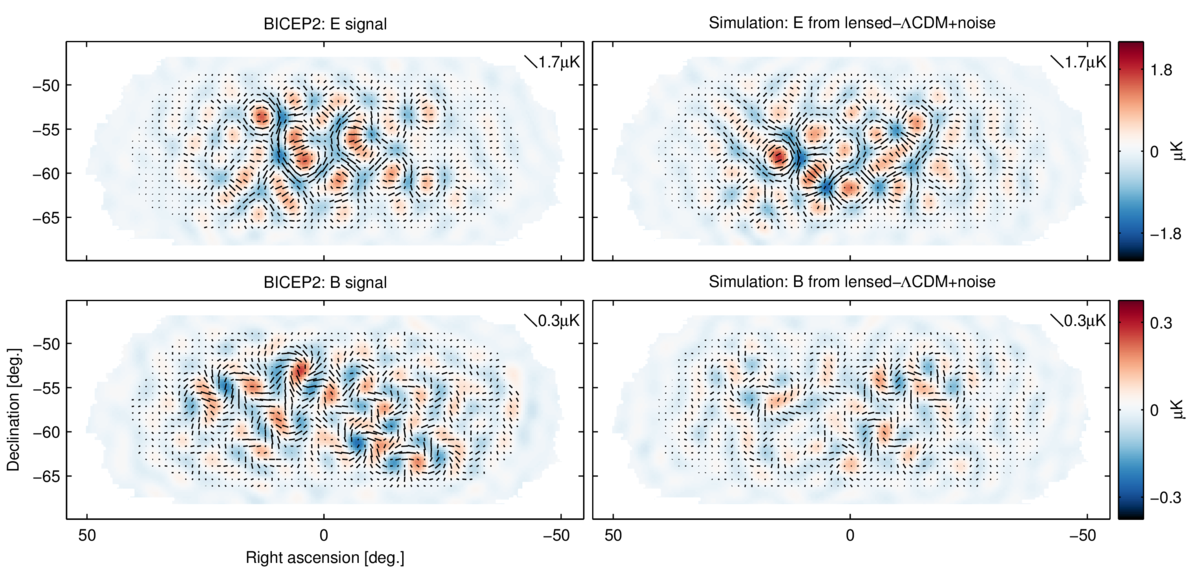 BICEP2: E signal
Simulation: E from lensed−ΛCDM+noise
1.7μK
1.7μK
−50
−55
−60
−65
1.8
0
−1.8
μK
BICEP2: B signal
Simulation: B from lensed−ΛCDM+noise
0.3μK
0.3μK
−50
−55
−60
−65
0.3
0
−0.3
μK
Declination [deg.]
50
0
−50
50
0
−50
Right ascension [deg.]